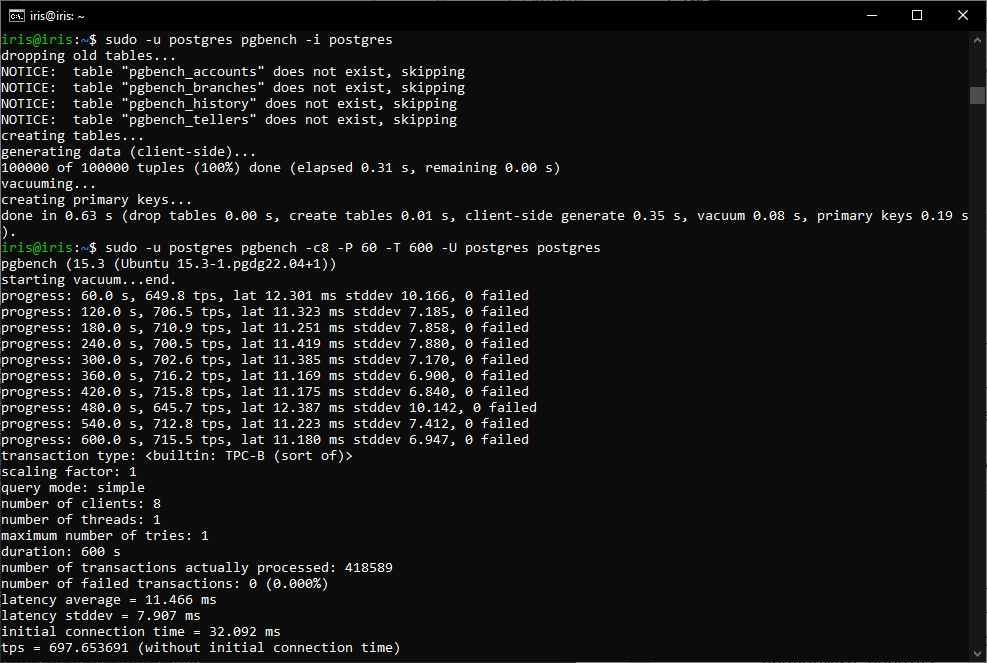 iris@iris: ~
iris@iris:~$ sudo -u postgres pgbench -i postgres
dropping old tables...
NOTICE:  table "pgbench_accounts" does not exist, skipping
NOTICE:  table "pgbench_branches" does not exist, skipping
NOTICE:  table "pgbench_history" does not exist, skipping
NOTICE:  table "pgbench_tellers" does not exist, skipping
creating tables...
generating data (client-side)...
100000 of 100000 tuples (100%) done (elapsed 0.31 s, remaining 0.00 s)
vacuuming...
creating primary keys...
done in 0.63 s (drop tables 0.00 s, create tables 0.01 s, client-side generate 0.35 s, vacuum 0.08 s, primary keys 0.19 s
).
iris@iris:~$ sudo -u postgres pgbench -c8 -P 60 -T 600 -U postgres postgres
pgbench (15.3 (Ubuntu 15.3-1.pgdg22.04+1))
starting vacuum...end.
progress: 60.0 s, 649.8 tps, lat 12.301 ms stddev 10.166, 0 failed
progress: 120.0 s, 706.5 tps, lat 11.323 ms stddev 7.185, 0 failed
progress: 180.0 s, 710.9 tps, lat 11.251 ms stddev 7.858, 0 failed
progress: 240.0 s, 700.5 tps, lat 11.419 ms stddev 7.880, 0 failed
progress: 300.0 s, 702.6 tps, lat 11.385 ms stddev 7.170, 0 failed
progress: 360.0 s, 716.2 tps, lat 11.169 ms stddev 6.900, 0 failed
progress: 420.0 s, 715.8 tps, lat 11.175 ms stddev 6.840, 0 failed
progress: 480.0 s, 645.7 tps, lat 12.387 ms stddev 10.142, 0 failed
progress: 540.0 s, 712.8 tps, lat 11.223 ms stddev 7.412, 0 failed
progress: 600.0 s, 715.5 tps, lat 11.180 ms stddev 6.947, 0 failed
transaction type: <builtin: TPC-B (sort of)>
scaling factor: 1
query mode: simple
number of clients: 8
number of threads: 1
maximum number of tries: 1
duration: 600 s
number of transactions actually processed: 418589
number of failed transactions: 0 (0.000%)
latency average = 11.466 ms
latency stddev = 7.907 ms
initial connection time = 32.092 ms
tps = 697.653691 (without initial connection time)